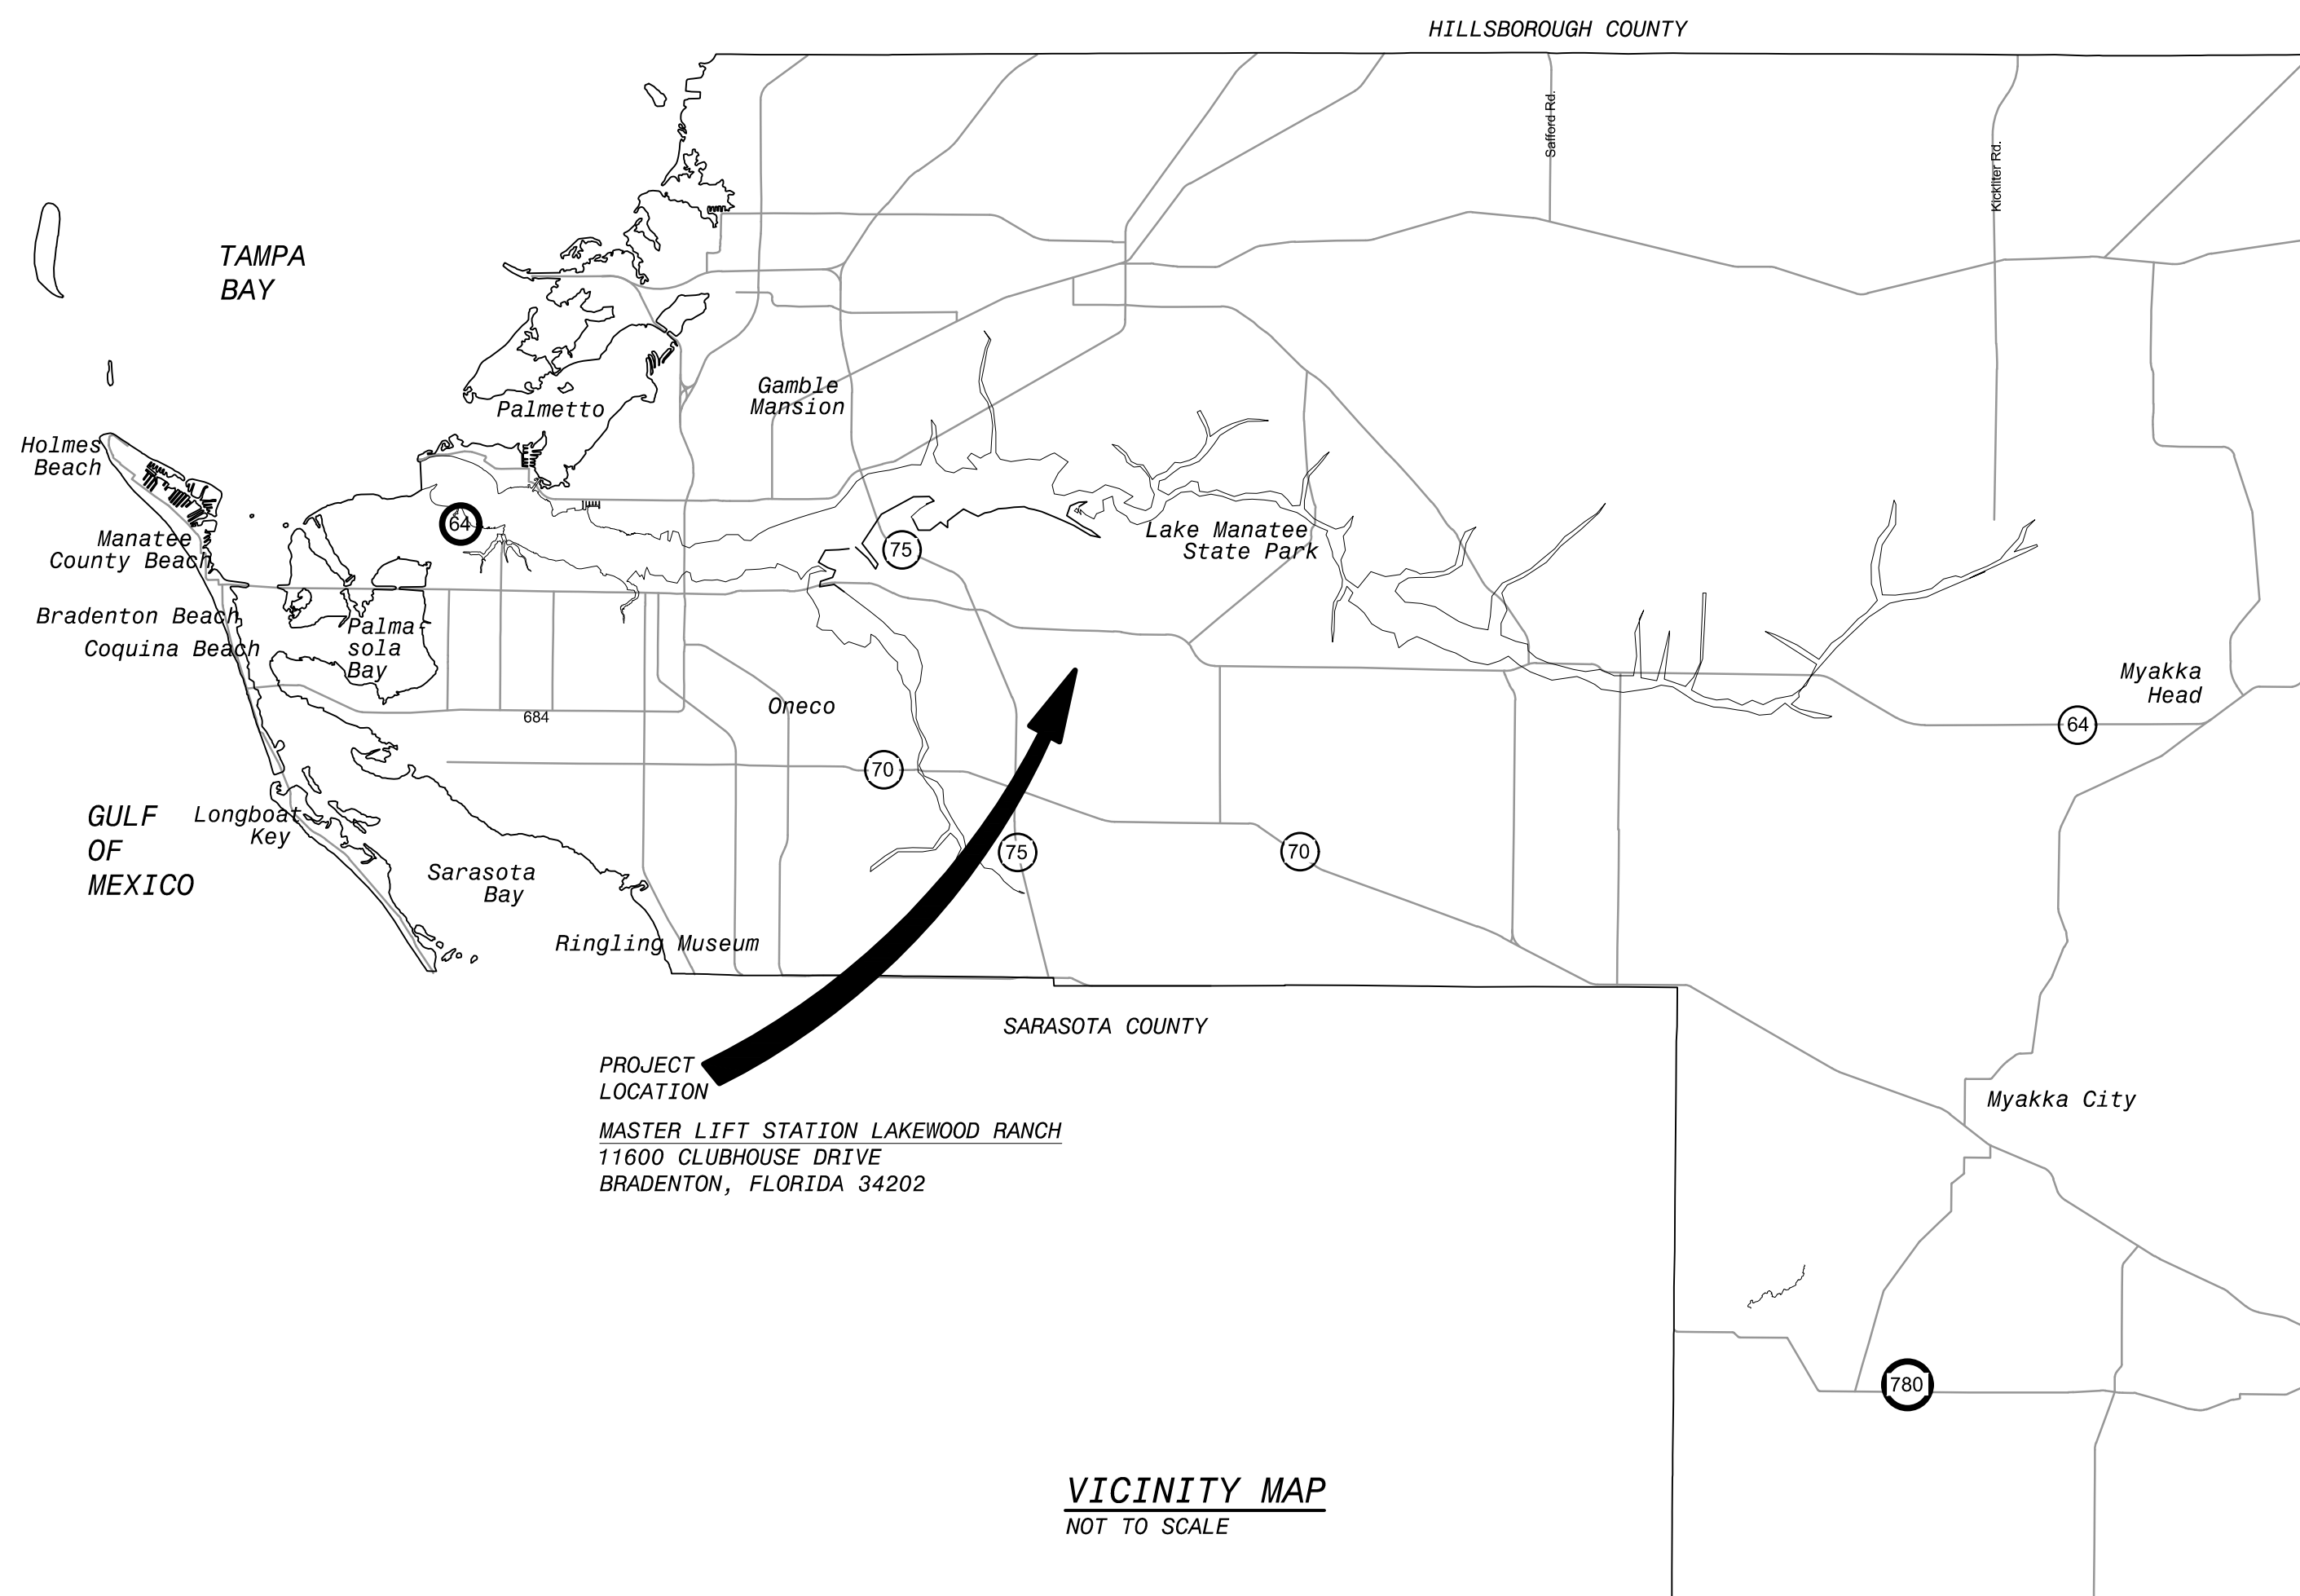 HILLSBOROUGH COUNTY
Safford Rd.
Kickliter Rd.
TAMPA
BAY
Gamble
Mansion
Palmetto
Holmes
Beach
64
Manatee
County Beach
75
Lake Manatee
State Park
Bradenton Beach
Coquina Beach
Palma-
sola
Bay
Myakka
Head
684
Oneco
64
70
GULF
OF
MEXICO
Longboat
Key
75
70
Sarasota
Bay
Ringling Museum
SARASOTA COUNTY
PROJECT
LOCATION
Myakka City
MASTER LIFT STATION LAKEWOOD RANCH
11600 CLUBHOUSE DRIVE
BRADENTON, FLORIDA 34202
780
VICINITY MAP
NOT TO SCALE